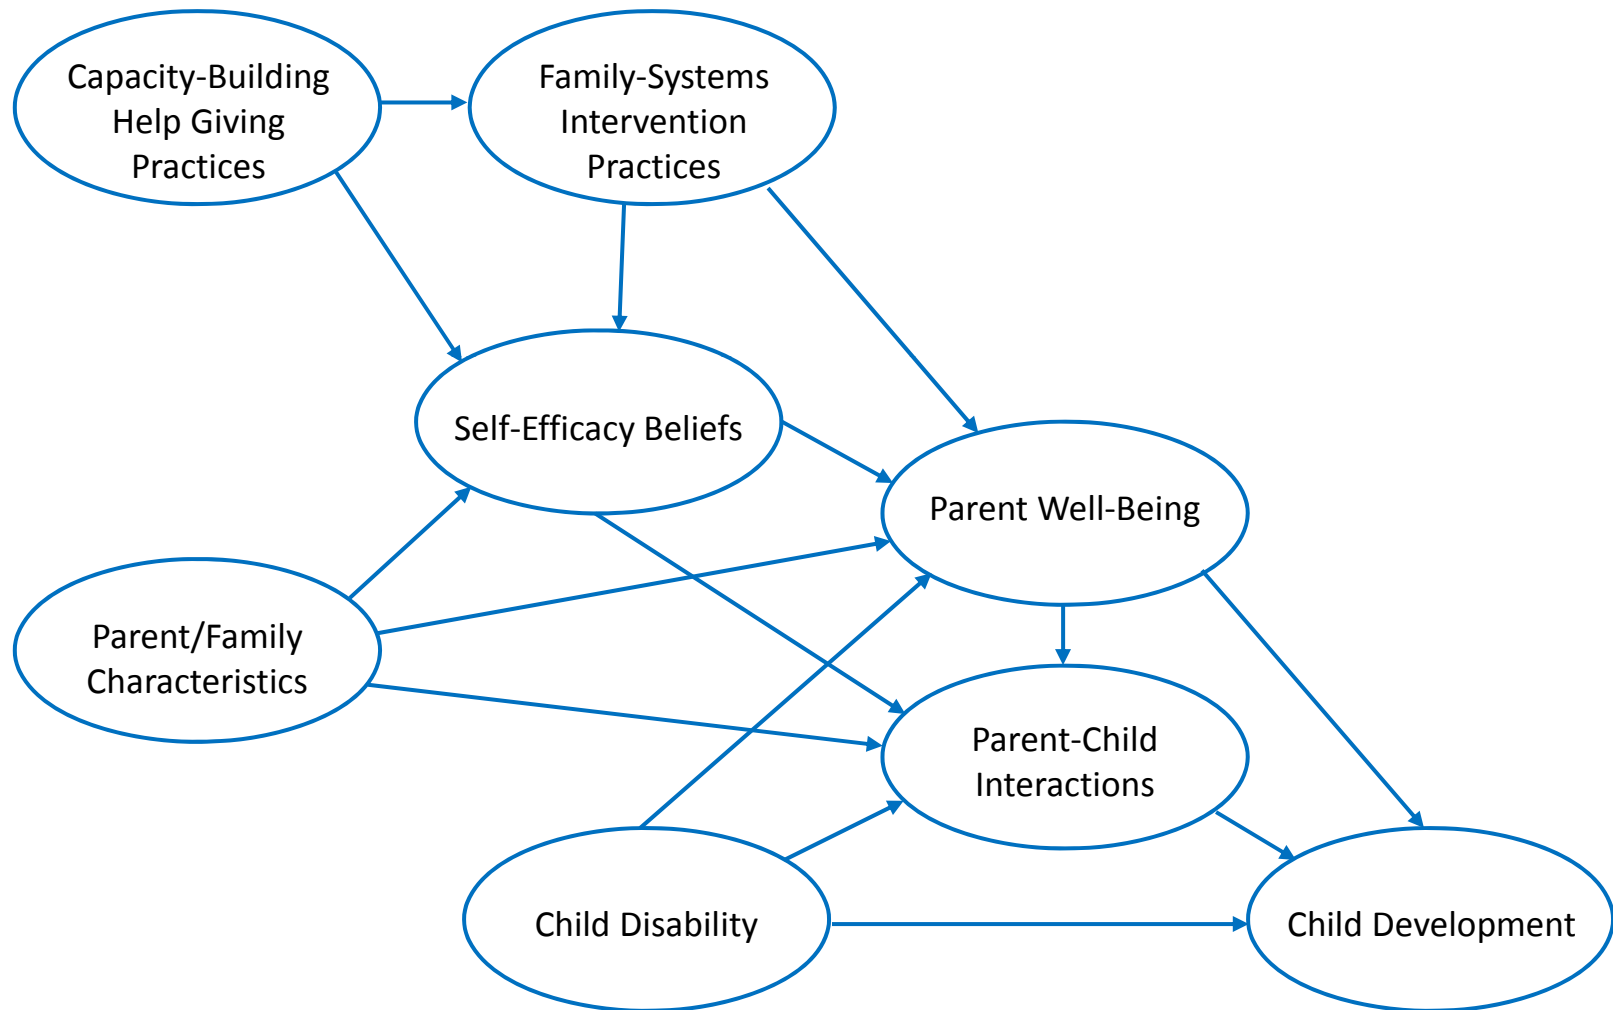 Capacity-Building
Help Giving
Practices
Family-Systems
Intervention
Practices
Self-Efficacy Beliefs
Parent Well-Being
Parent/Family
Characteristics
Parent-Child
Interactions
Child Disability
Child Development